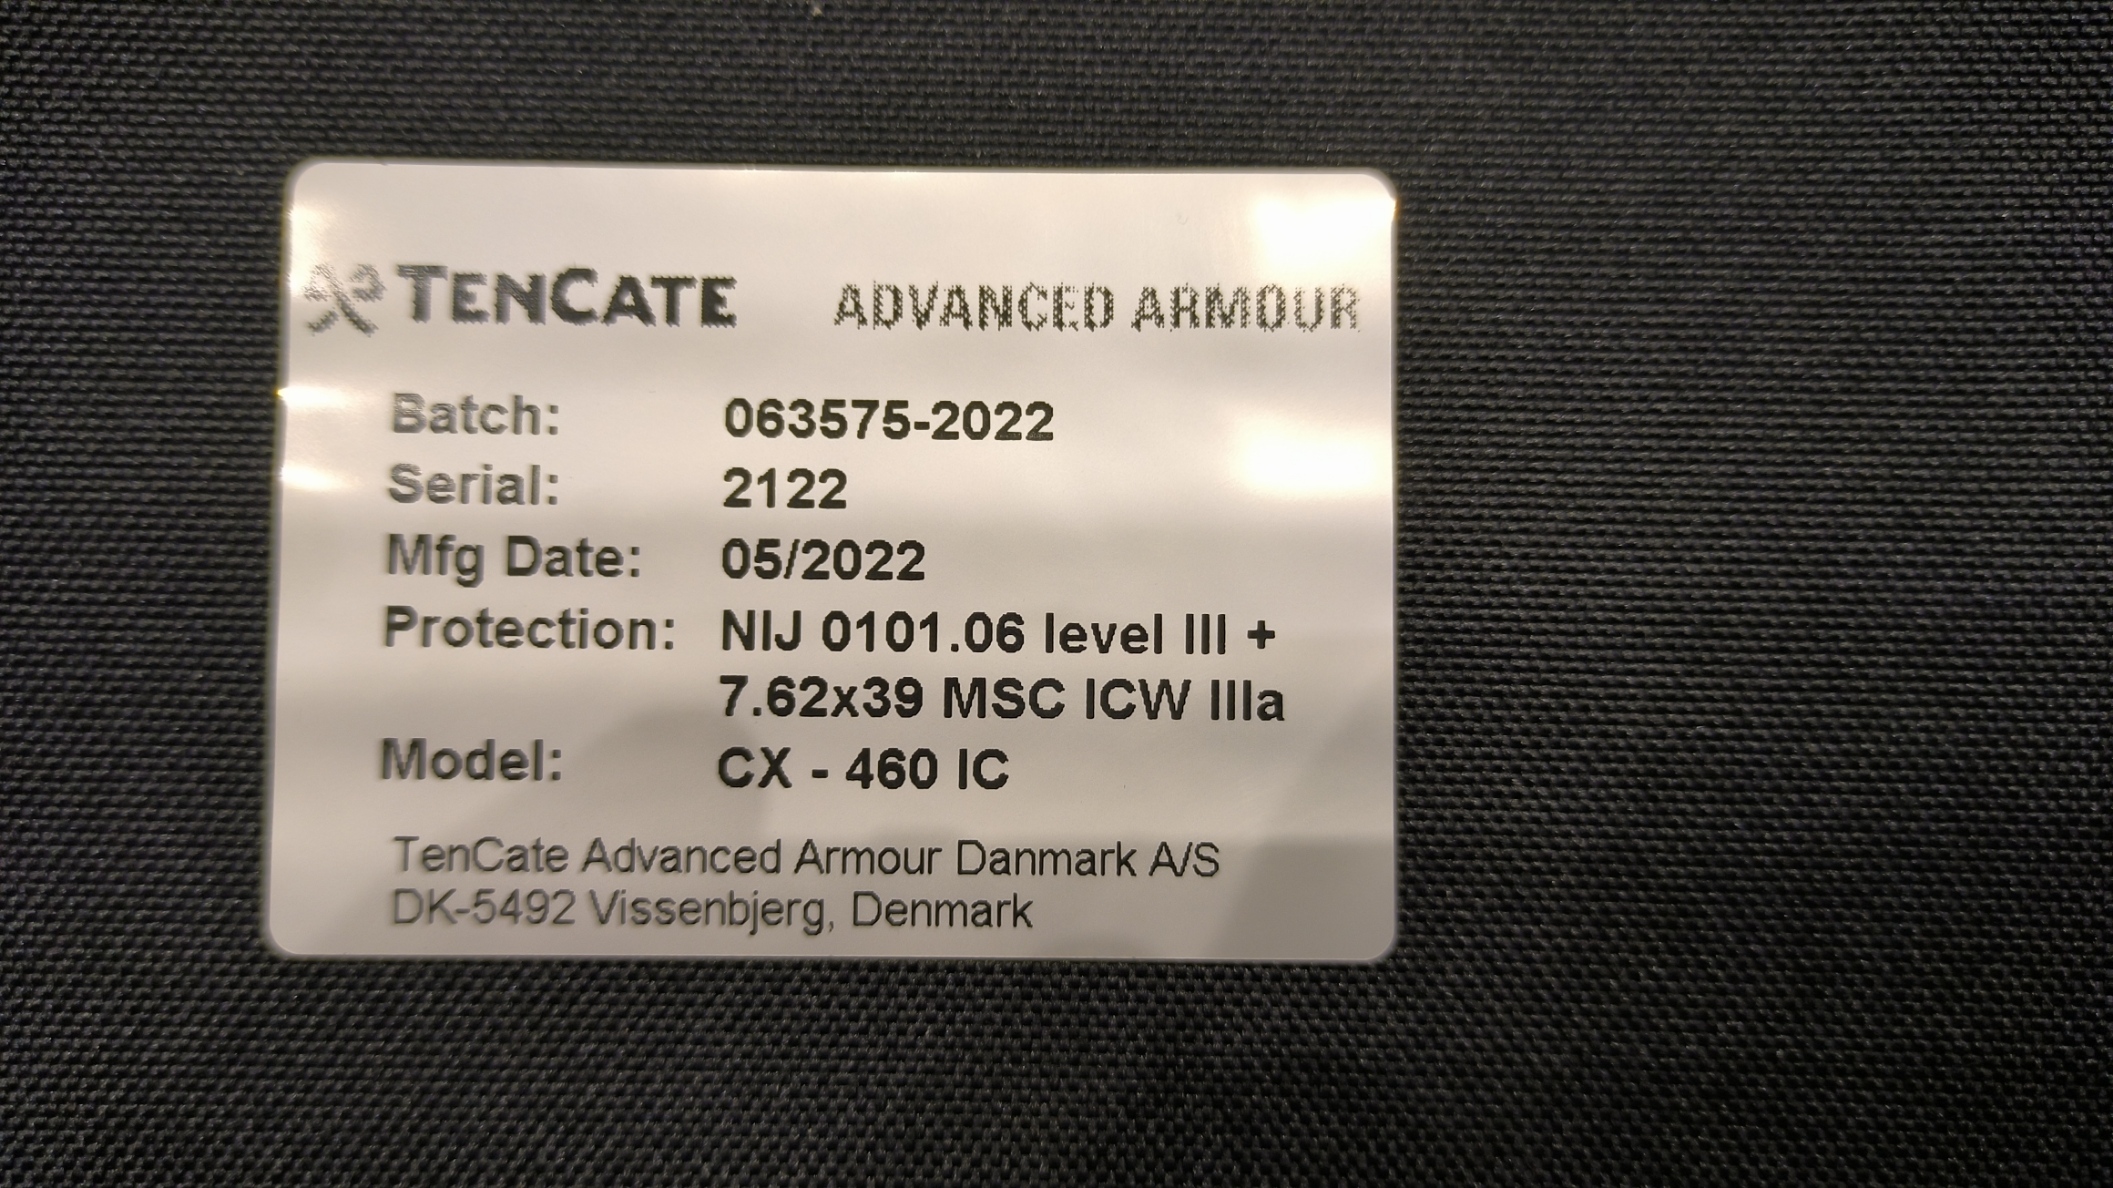 TENCATE ADVANCED ARMOUR
Batch: 063575-2022
Serial: 2122
Mfg Date: 05/2022
Protection: NIJ 0101.06 level III +
7.62x39 MSC ICW IIIa
Model: CX - 460 IC
TenCate Advanced Armour Danmark A/S
DK-5492 Vissenbjerg, Denmark